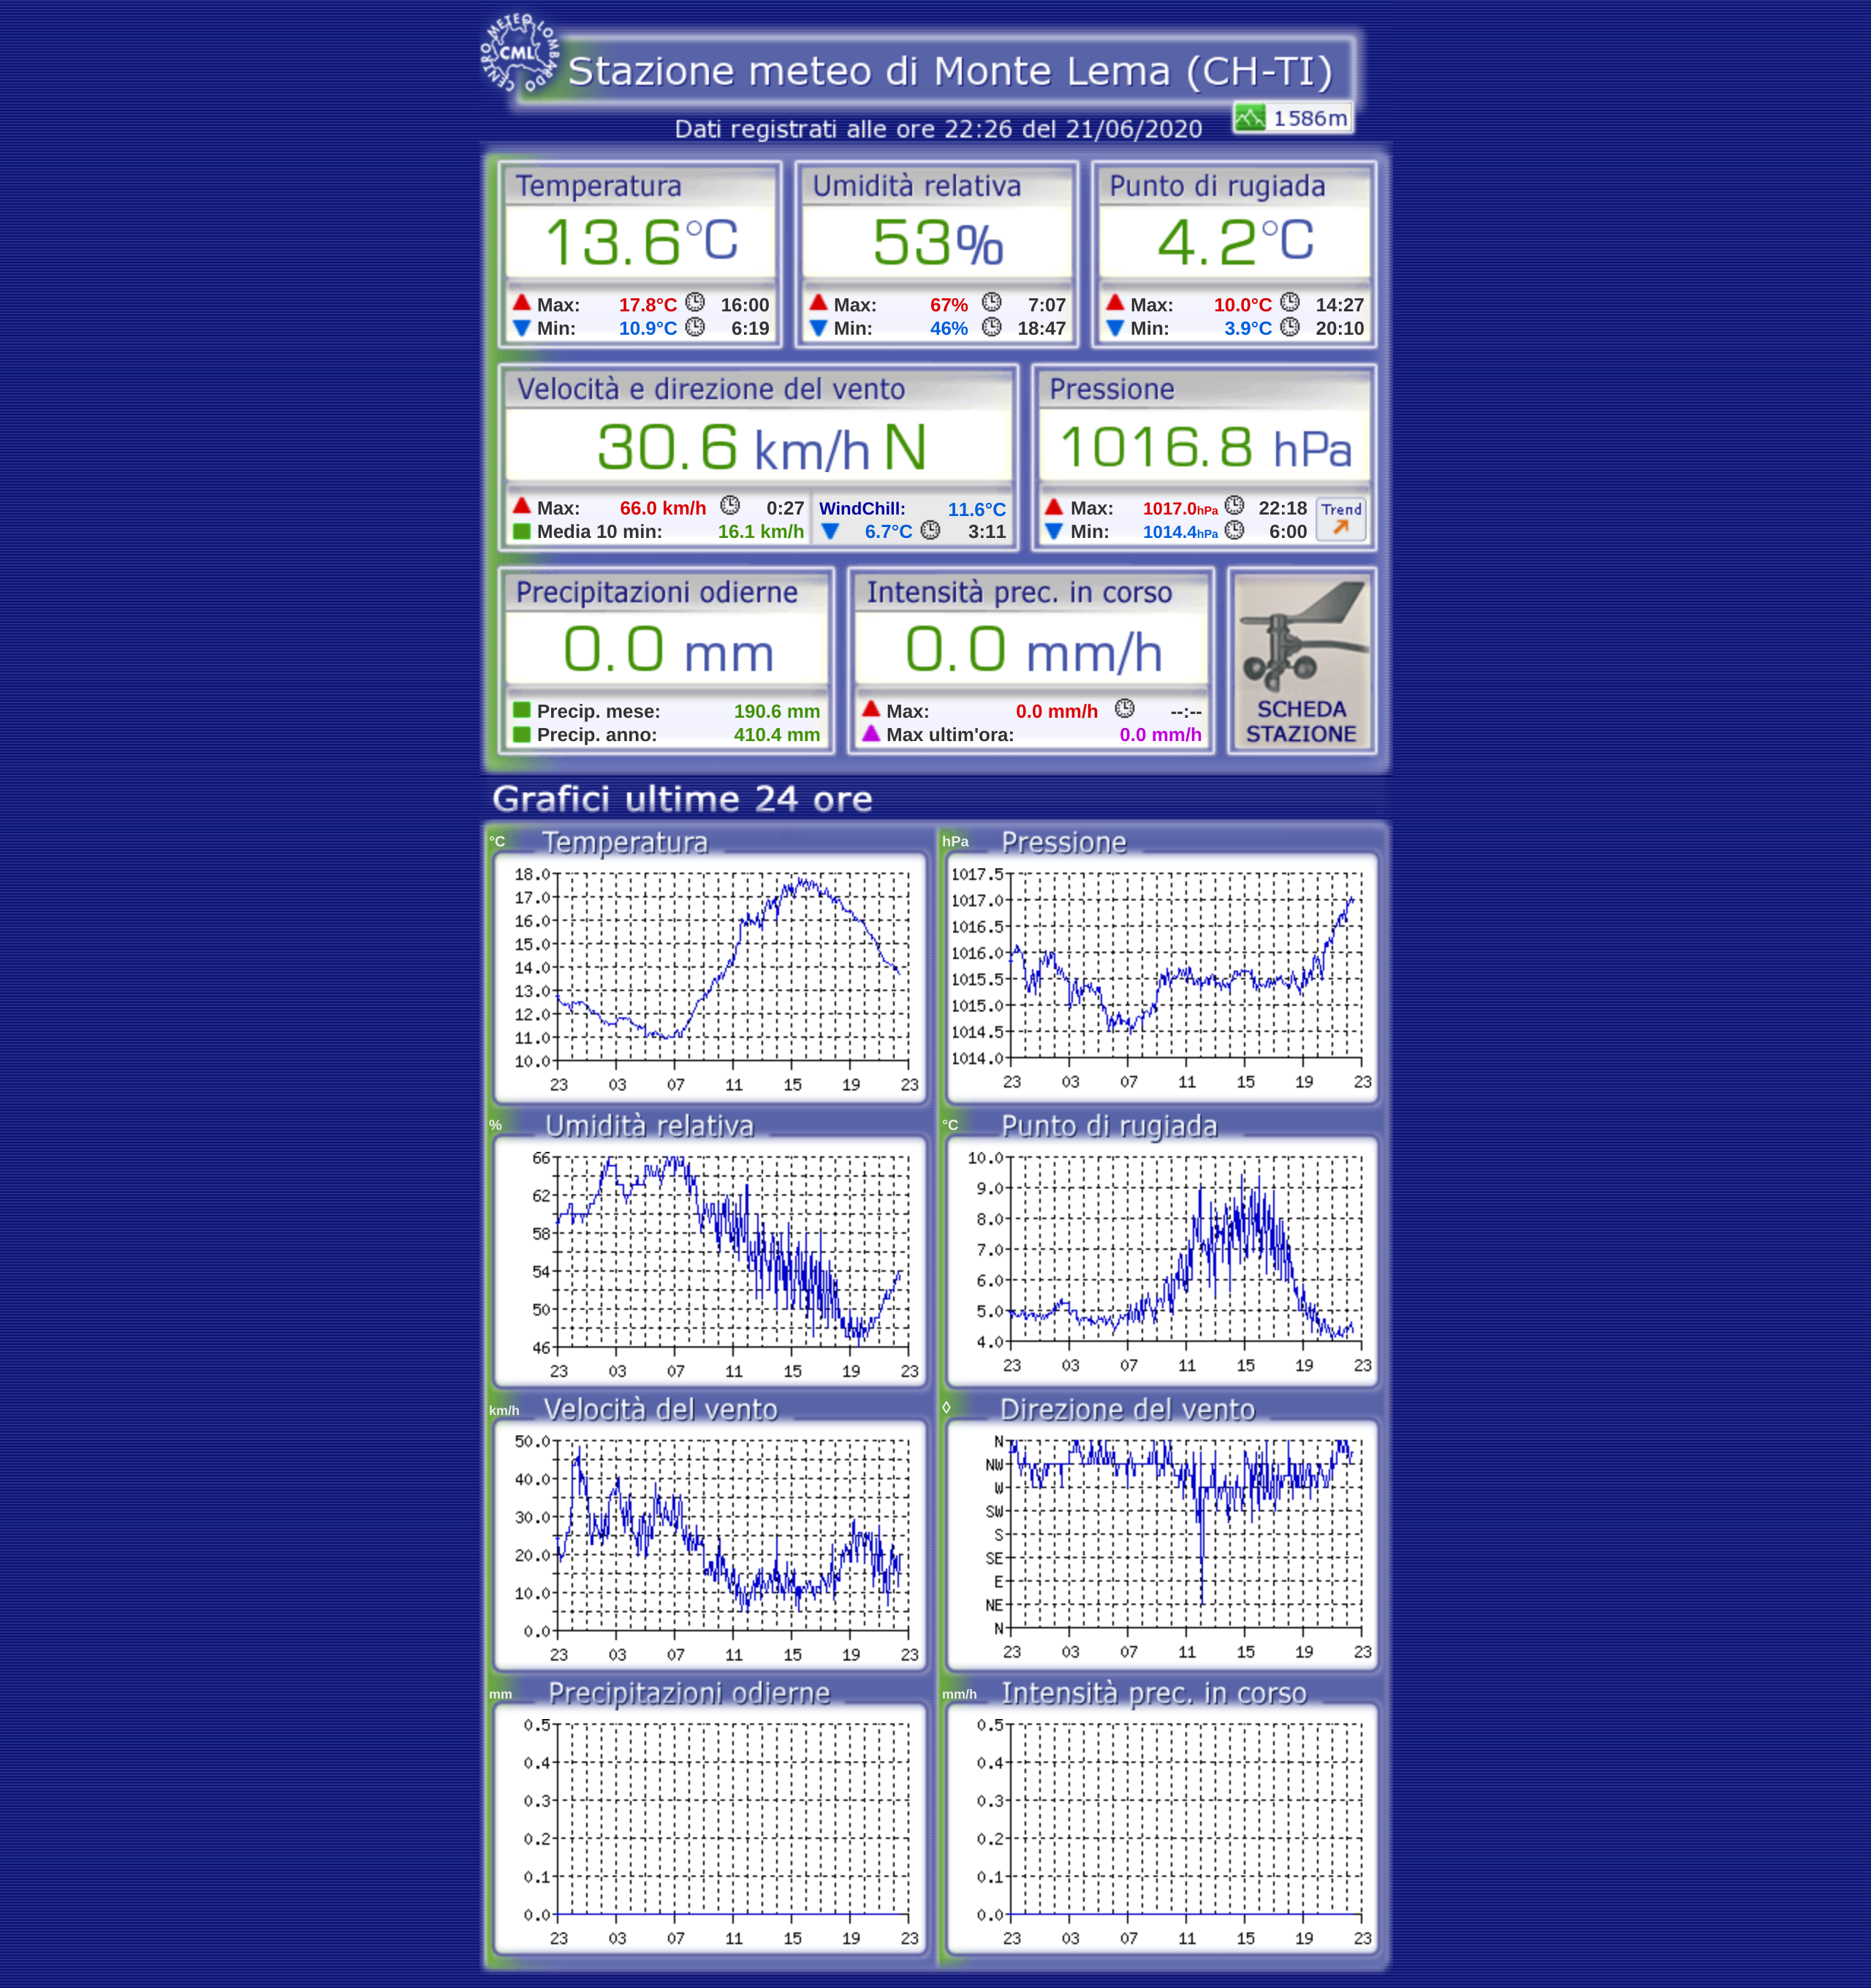 CENTRO METEO LOMBARDO
CML
Stazione meteo di Monte Lema (CH-TI)
1586m
Dati registrati alle ore 22:26 del 21/06/2020
Temperatura
13.6°C
Max: 17.8°C 16:00
Min: 10.9°C 6:19
Umidità relativa
53%
Max: 67% 7:07
Min: 46% 18:47
Punto di rugiada
4.2°C
Max: 10.0°C 14:27
Min: 3.9°C 20:10
Velocità e direzione del vento
30.6 km/h N
Max: 66.0 km/h 0:27
Media 10 min: 16.1 km/h
WindChill: 11.6°C
6.7°C 3:11
Pressione
1016.8 hPa
Max: 1017.0hPa 22:18
Min: 1014.4hPa 6:00
Trend
Precipitazioni odierne
0.0 mm
Precip. mese: 190.6 mm
Precip. anno: 410.4 mm
Intensità prec. in corso
0.0 mm/h
Max: 0.0 mm/h --:--
Max ultim'ora: 0.0 mm/h
SCHEDA
STAZIONE
Grafici ultime 24 ore
°C Temperatura
18.0
17.0
16.0
15.0
14.0
13.0
12.0
11.0
10.0
23 03 07 11 15 19 23
hPa Pressione
1017.5
1017.0
1016.5
1016.0
1015.5
1015.0
1014.5
1014.0
23 03 07 11 15 19 23
% Umidità relativa
66
62
58
54
50
46
23 03 07 11 15 19 23
°C Punto di rugiada
10.0
9.0
8.0
7.0
6.0
5.0
4.0
23 03 07 11 15 19 23
km/h Velocità del vento
50.0
40.0
30.0
20.0
10.0
0.0
23 03 07 11 15 19 23
◊ Direzione del vento
N
NW
W
SW
S
SE
E
NE
N
23 03 07 11 15 19 23
mm Precipitazioni odierne
0.5
0.4
0.3
0.2
0.1
0.0
23 03 07 11 15 19 23
mm/h Intensità prec. in corso
0.5
0.4
0.3
0.2
0.1
0.0
23 03 07 11 15 19 23